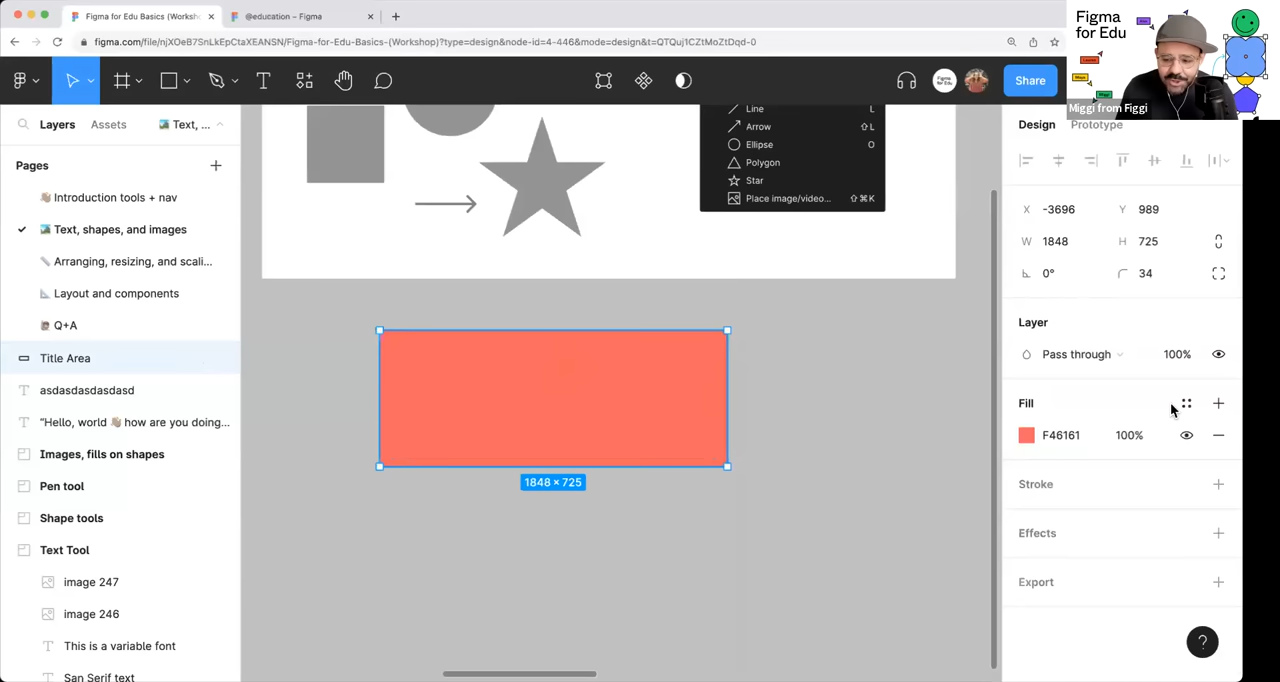 Figma for Edu Basics (Worksho
@education – Figma
figma.com/file/njXOeB7SnLkEpCtaXEANSN/Figma-for-Edu-Basics-(Workshop)?type=design&node-id=4-446&mode=design&t=QTQuj1CZtMoZtDqd-0
Figma
for Edu
Miggi from Figgi
Share
Layers
Assets
Text, ...
Design
Prototype
Pages
Introduction tools + nav
Text, shapes, and images
Arranging, resizing, and scali...
Layout and components
Q+A
Title Area
asdasdasdasdasd
"Hello, world 👋🏽 how are you doing...
Images, fills on shapes
Pen tool
Shape tools
Text Tool
image 247
image 246
This is a variable font
San Serif text
Line L
Arrow ⇧L
Ellipse O
Polygon
Star
Place image/video... ⇧⌘K
1848 × 725
X -3696 Y 989
W 1848 H 725
0° 34
Layer
Pass through 100%
Fill
F46161 100%
Stroke
Effects
Export
?